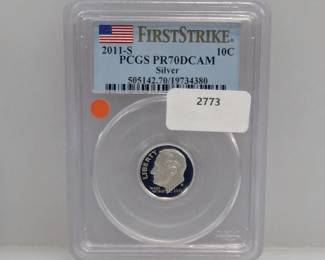 FIRSTSTRIKE
2011-S 10C
PCGS PR70DCAM
Silver
505142.70/19734380
2773
LIBERTY